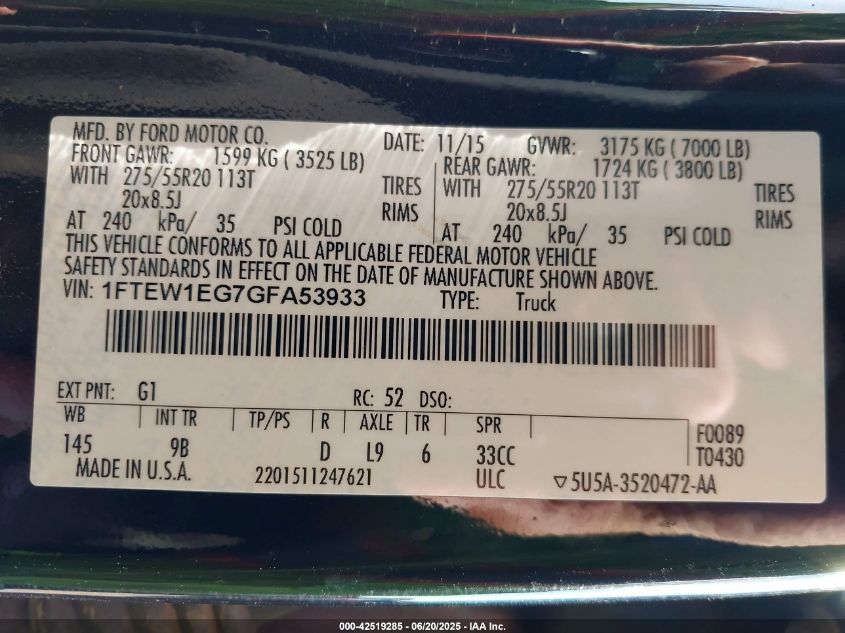 MFD. BY FORD MOTOR CO.
DATE: 11/15 GVWR: 3175 KG ( 7000 LB)
FRONT GAWR: 1599 KG ( 3525 LB)
REAR GAWR: 1724 KG ( 3800 LB)
WITH 275/55R20 113T TIRES
WITH 275/55R20 113T TIRES
20x8.5J RIMS
20x8.5J RIMS
AT 240 kPa/ 35 PSI COLD
AT 240 kPa/ 35 PSI COLD
THIS VEHICLE CONFORMS TO ALL APPLICABLE FEDERAL MOTOR VEHICLE
SAFETY STANDARDS IN EFFECT ON THE DATE OF MANUFACTURE SHOWN ABOVE.
VIN: 1FTEW1EG7GFA53933 TYPE: Truck
EXT PNT: G1 RC: 52 DSO:
WB INT TR TP/PS R AXLE TR SPR
F0089
145 9B D L9 6 33CC
T0430
MADE IN U.S.A. 2201511247621 ULC ▽5U5A-3520472-AA
000-42519285 - 06/20/2025 - IAA Inc.